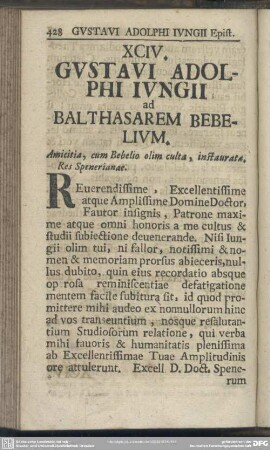 428 GVSTAVI ADOLPHI IVNGII Epist.
XCIV.
GVSTAVI ADOL-
PHI IVNGII
ad
BALTHASAREM BEBE-
LIVM.
Amicitia, cum Bebelio olim culta, instaurata.
Res Spenerianae.
REuerendissime, Excellentissime
atque Amplissime Domine Doctor,
Fautor insignis, Patrone maxi-
me atque omni honoris a me cultus &
studii subiectione deuenerande. Nisi Iun-
gii olim tui, ni fallor, notissimi & no-
men & memoriam prorsus abieceris, nul-
lus dubito, quin eius recordatio absque
op rosa reminiscentiae defatigatione
mentem facile subitura sit, id quod pro-
mittere mihi audeo ex nonnullorum hinc
ad vos transeuntium, nosque resalutan-
tium Studiosorum relatione, qui verba
mihi fauoris & humanitatis plenissima
ab Excellentissimae Tuae Amplitudinis
ore attulerunt. Excell D. Doct. Spene-
rum